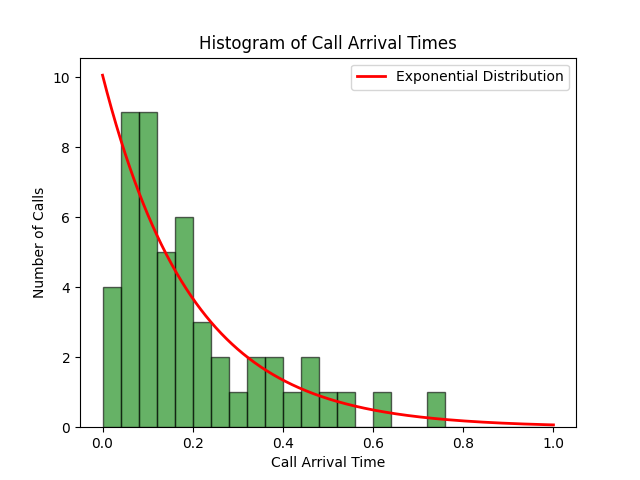 Histogram of Call Arrival Times
Exponential Distribution
10
8
6
4
2
0
Number of Calls
0.0 0.2 0.4 0.6 0.8 1.0
Call Arrival Time